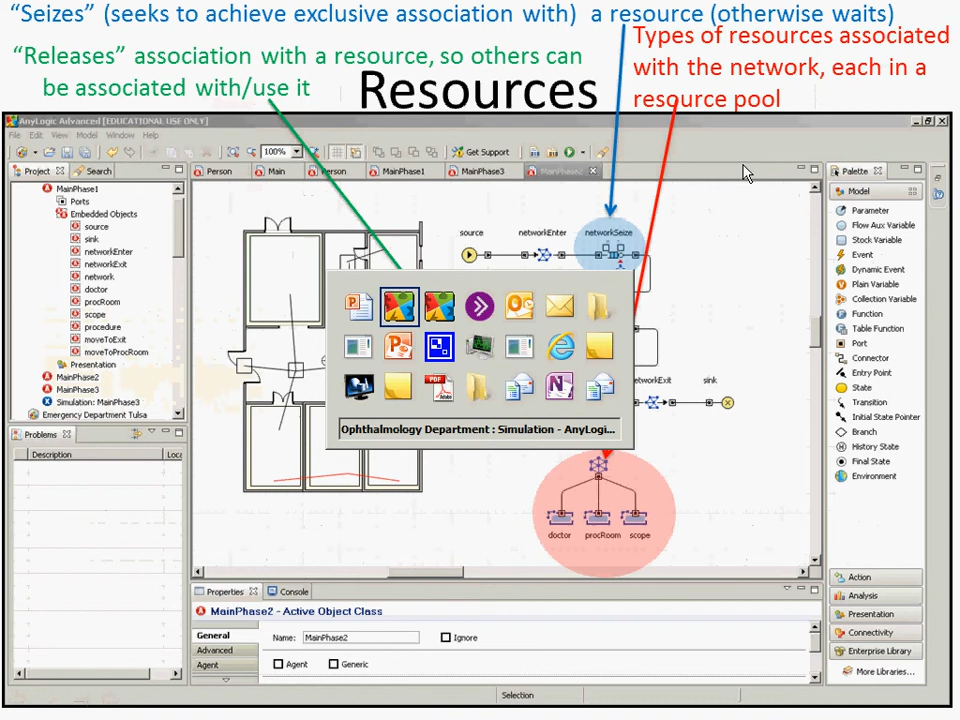 “Seizes” (seeks to achieve exclusive association with)  a resource (otherwise waits)
“Releases” association with a resource, so others can
be associated with/use it
Types of resources associated
with the network, each in a
resource pool
Resources
AnyLogic Advanced [EDUCATIONAL USE ONLY]
File Edit View Model Window Help
100% Get Support
Project Search
Person Main Person MainPhase1 MainPhase3 MainPhase2
Palette
MainPhase1
Ports
Embedded Objects
source
sink
networkEnter
networkExit
network
doctor
procRoom
scope
procedure
moveToExit
moveToProcRoom
Presentation
MainPhase2
MainPhase3
Simulation: MainPhase3
Emergency Department Tulsa
Problems
Description Loca
source networkEnter networkSeize
sink
Ophthalmology Department : Simulation - AnyLogi...
doctor procRoom scope
Model
Parameter
Flow Aux Variable
Stock Variable
Event
Dynamic Event
Plain Variable
Collection Variable
Function
Table Function
Port
Connector
Entry Point
State
Transition
Initial State Pointer
Branch
History State
Final State
Environment
Action
Analysis
Presentation
Connectivity
Enterprise Library
More Libraries...
Properties Console
MainPhase2 - Active Object Class
General
Advanced
Agent
Name: MainPhase2 Ignore
Agent Generic
Selection